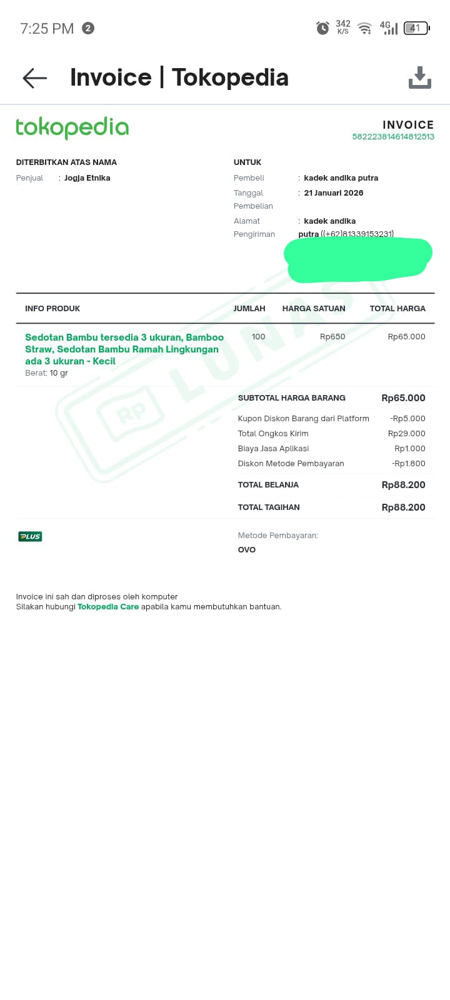 7:25 PM 2 342 K/S 4G 41
Invoice | Tokopedia
tokopedia
INVOICE
582223814614812513
DITERBITKAN ATAS NAMA
Penjual : Jogja Etnika
UNTUK
Pembeli : kadek andika putra
Tanggal Pembelian : 21 Januari 2026
Alamat Pengiriman : kadek andika
putra ((+62)81339153231)
INFO PRODUK JUMLAH HARGA SATUAN TOTAL HARGA
Sedotan Bambu tersedia 3 ukuran, Bamboo 100 Rp650 Rp65.000
Straw, Sedotan Bambu Ramah Lingkungan
ada 3 ukuran - Kecil
Berat: 10 gr
RP LUNAS
SUBTOTAL HARGA BARANG Rp65.000
Kupon Diskon Barang dari Platform -Rp5.000
Total Ongkos Kirim Rp29.000
Biaya Jasa Aplikasi Rp1.000
Diskon Metode Pembayaran -Rp1.800
TOTAL BELANJA Rp88.200
TOTAL TAGIHAN Rp88.200
PLUS
Metode Pembayaran:
OVO
Invoice ini sah dan diproses oleh komputer
Silakan hubungi Tokopedia Care apabila kamu membutuhkan bantuan.